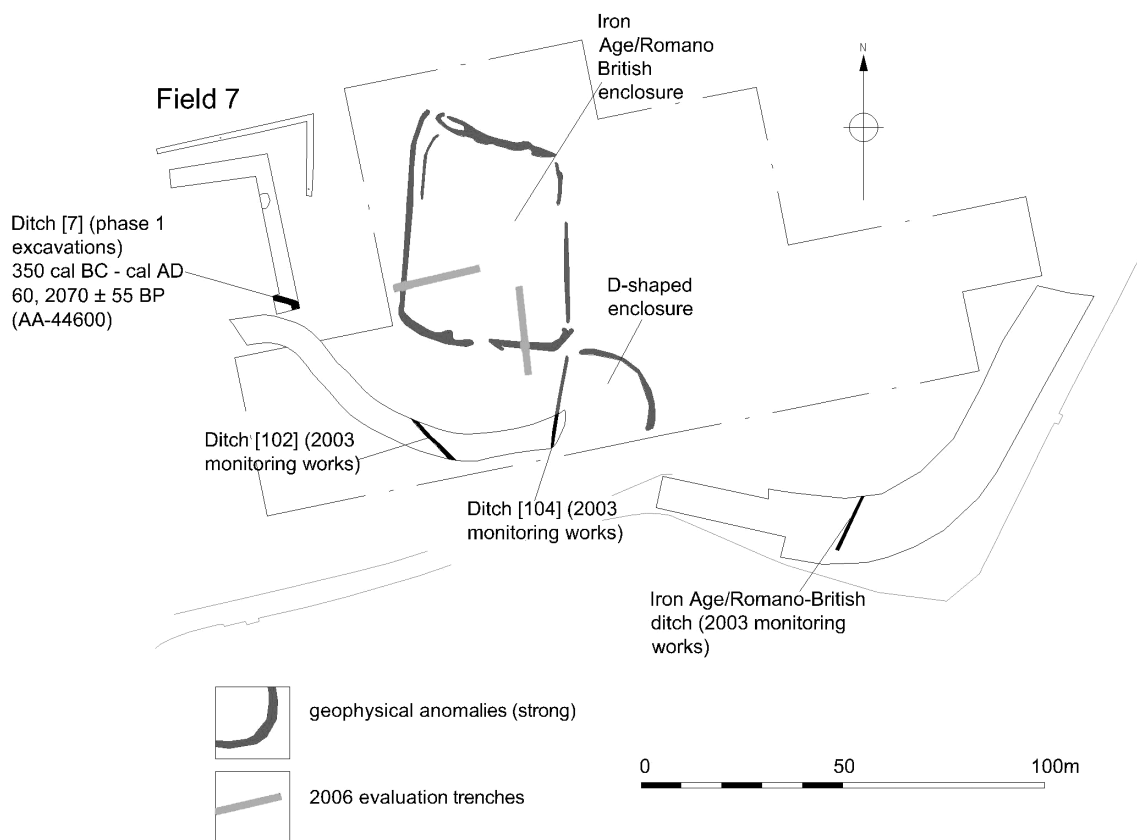 Iron
Age/Romano
British
enclosure
N
Field 7
Ditch [7] (phase 1
excavations)
350 cal BC - cal AD
60, 2070 ± 55 BP
(AA-44600)
D-shaped
enclosure
Ditch [102] (2003
monitoring works)
Ditch [104] (2003
monitoring works)
Iron Age/Romano-British
ditch (2003 monitoring
works)
geophysical anomalies (strong)
2006 evaluation trenches
0 50 100m